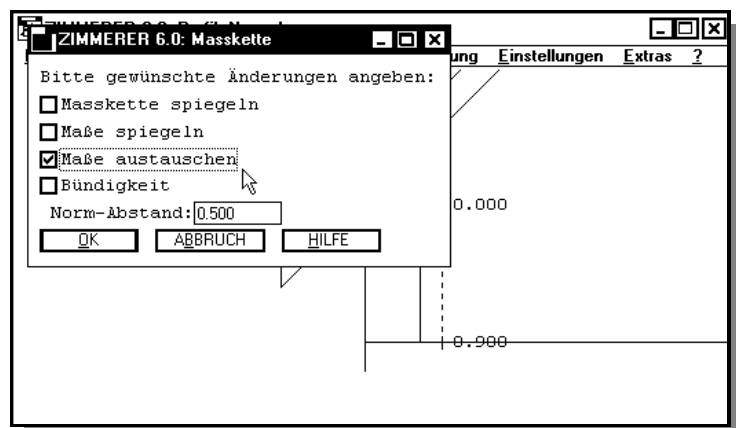 ZIMMERER 6.0: Masskette
Einstellungen Extras ?
Bitte gewünschte Änderungen angeben:
Masskette spiegeln
Maße spiegeln
Maße austauschen
Bündigkeit
Norm-Abstand: 0.500
OK ABBRUCH HILFE
0.000
0.900